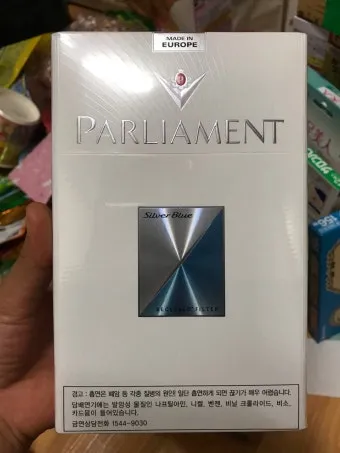 MADE IN
EUROPE
PARLIAMENT
Silver Blue
RECESSED FILTER
경고 : 흡연은 폐암 등 각종 질병의 원인! 일단 흡연하게 되면 끊기가 매우 어렵습니다.
담배연기에는 발암성 물질인 나프틸아민, 니켈, 벤젠, 비닐 크롤라이드, 비소,
카드뮴이 들어있습니다.
금연상담전화 1544-9030